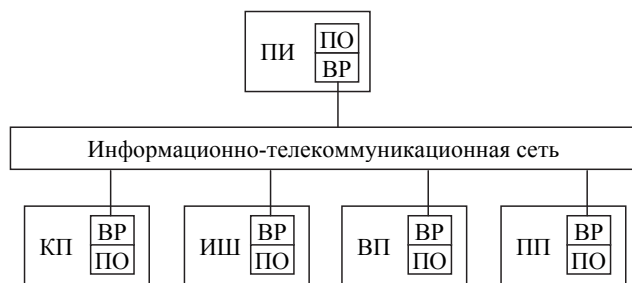 ПИ
ПО
ВР
Информационно-телекоммуникационная сеть
КП
ВР
ПО
ИШ
ВР
ПО
ВП
ВР
ПО
ПП
ВР
ПО